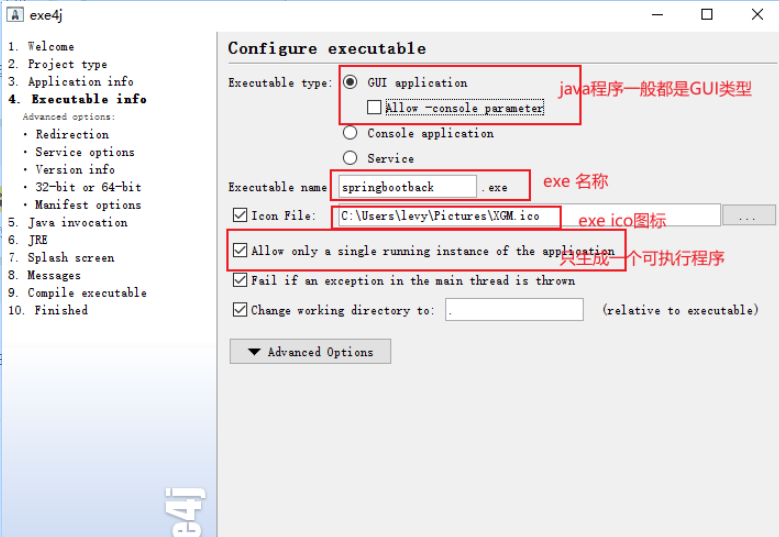 exe4j
1. Welcome
2. Project type
3. Application info
4. Executable info
Advanced options:
• Redirection
• Service options
• Version info
• 32-bit or 64-bit
• Manifest options
5. Java invocation
6. JRE
7. Splash screen
8. Messages
9. Compile executable
10. Finished
exe4j
Configure executable
Executable type: GUI application
java程序一般都是GUI类型
Allow -console parameter
Console application
Service
Executable name springbootback .exe
exe 名称
Icon File: C:\Users\levy\Pictures\XGM.ico ...
exe ico图标
Allow only a single running instance of the application
只生成一个可执行程序
Fail if an exception in the main thread is thrown
Change working directory to: . (relative to executable)
Advanced Options